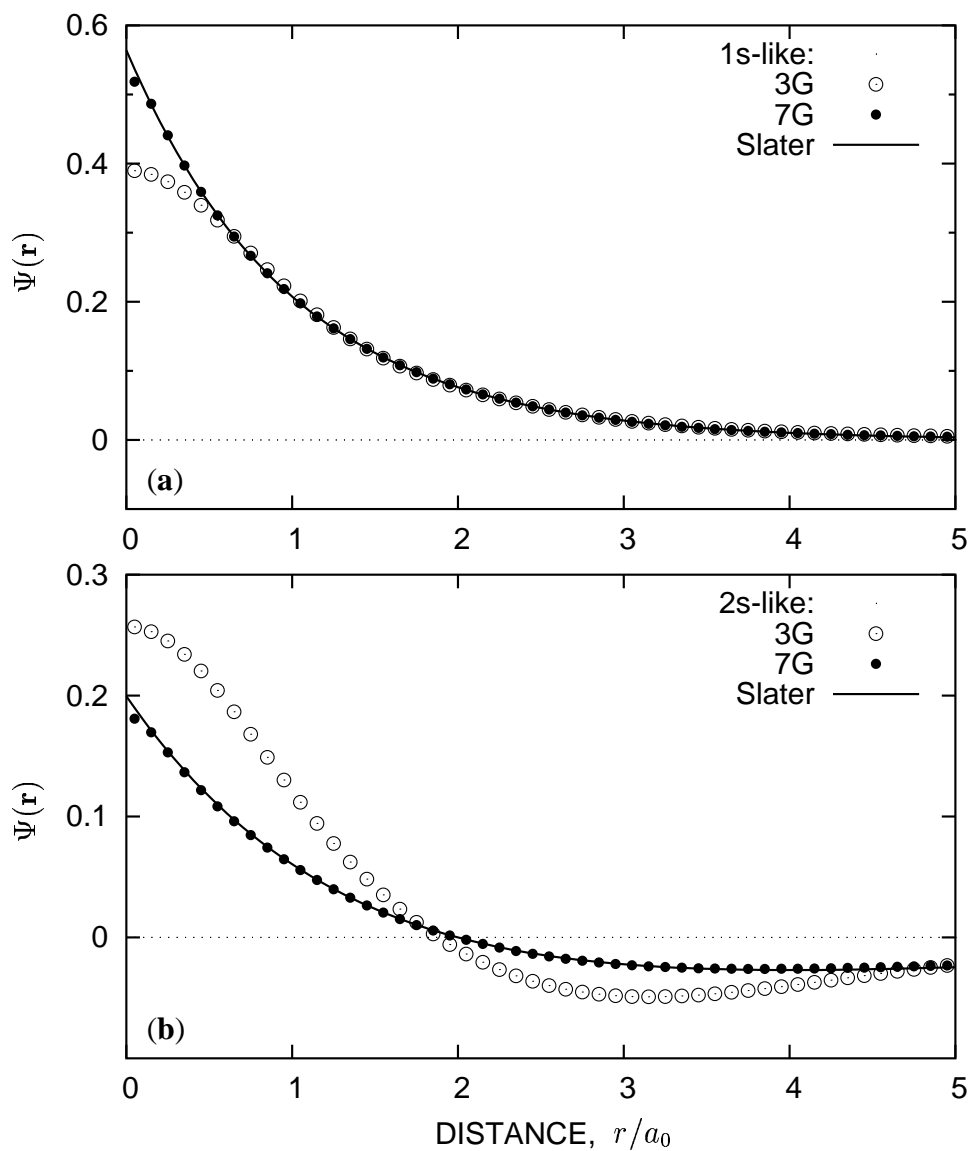 0.6
0.4
0.2
0
Ψ(r)
1s-like:
3G
7G
Slater
(a)
0 1 2 3 4 5
0.3
0.2
0.1
0
Ψ(r)
2s-like:
3G
7G
Slater
(b)
0 1 2 3 4 5
DISTANCE, r/a₀